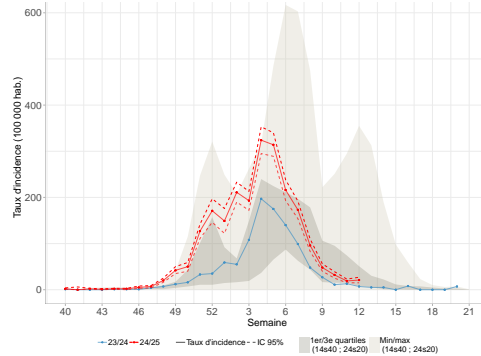 Taux d'incidence (100 000 hab.)
600
400
200
0
40 43 46 49 52 3 6 9 12 15 18 21
Semaine
23/24 24/25 Taux d'incidence IC 95% 1er/3e quartiles Min/max
(14s40 ; 24s20) (14s40 ; 24s20)